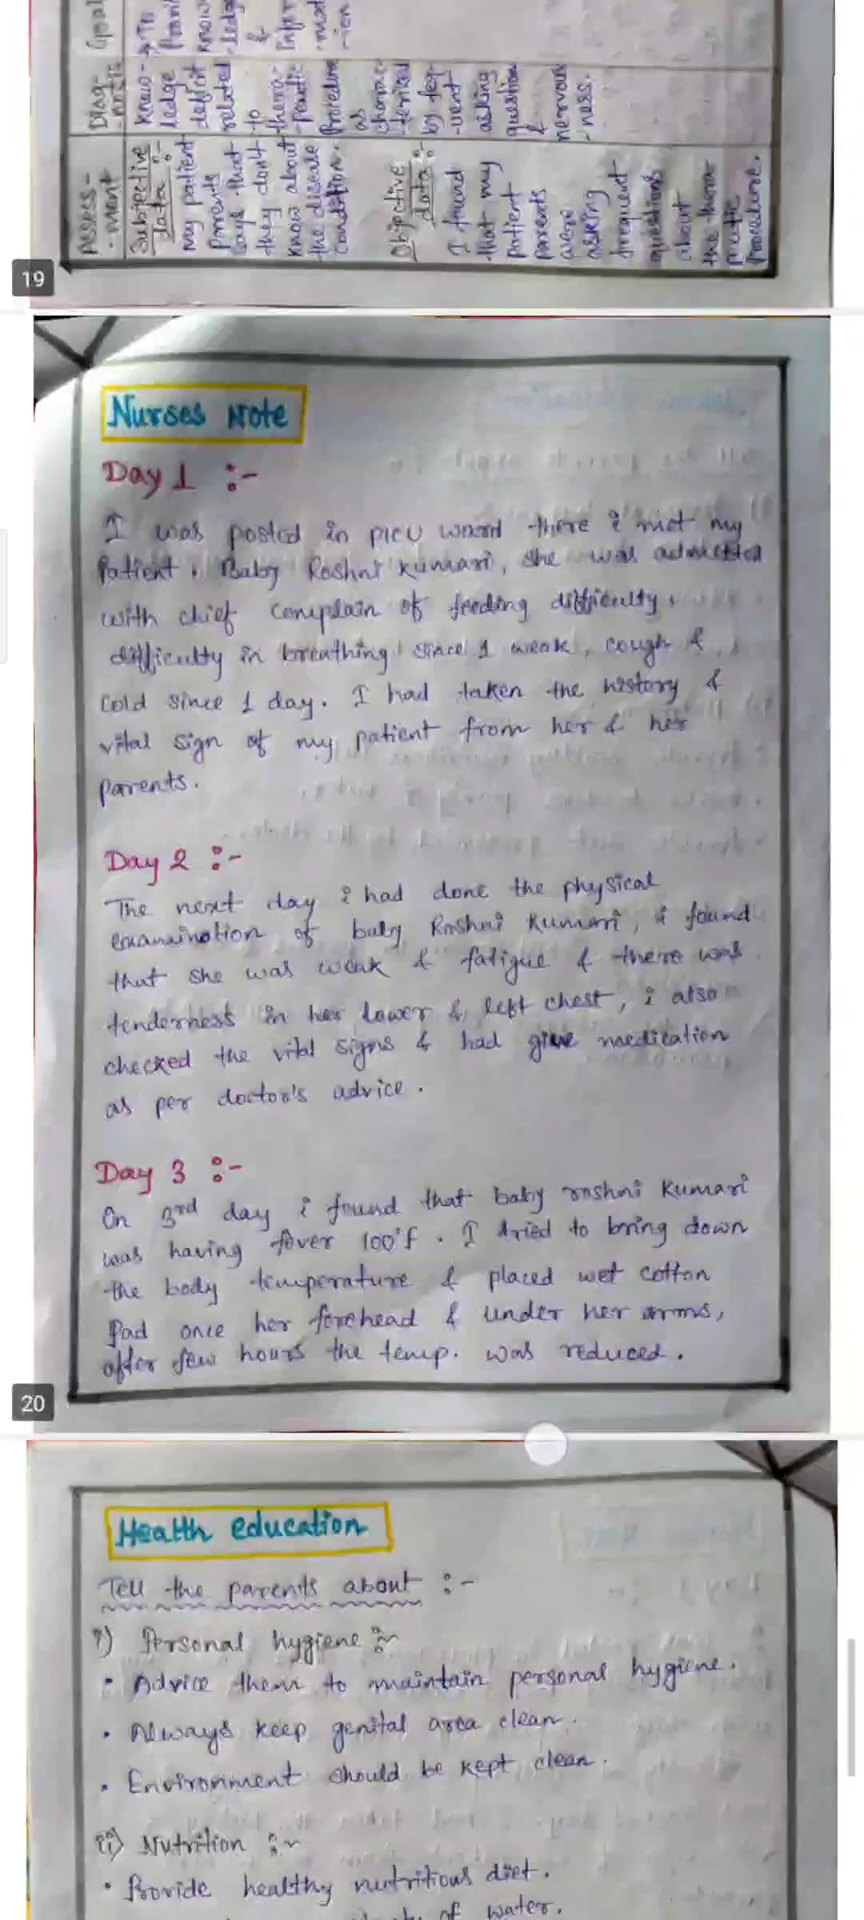 Goal
Diag-
-nosis
know-
ledge
deficit
related
to
thera-
-peutic
Procedure
as
charac-
terised
by freq-
-uent
asking
question
&
nervous
-ness.
Assess-
-ment
Subjective
data :-
My patient
Parents
says that
they don't
know about
the disease
condition.
Objective
data :-
I found
that my
patient
parents
were
asking
frequent
questions
about
the thera-
peutic
Procedure.
19
Nurses Note
Day 1 :-
I was posted in PICU ward there i met my
Patient. Baby Roshni Kumari, she was admitted
with chief complain of feeding difficulty,
difficulty in breathing since 1 weak, cough &
cold since 1 day. I had taken the history &
vital sign of my patient from her & her
parents.
Day 2 :-
The next day i had done the physical
examination of baby Roshni Kumari, i found
that she was weak & fatigue & there was
tenderness in her lower & left chest, i also
checked the vital signs & had give medication
as per doctor's advice.
Day 3 :-
On 3rd day i found that baby roshni Kumari
was having fever 100°f. I tried to bring down
the body temperature & placed wet cotton
Pad once her forehead & under her arms,
after few hours the temp. was reduced.
20
Health education
Tell the parents about :-
i) Personal hygiene :-
• Advice them to maintain personal hygiene.
• Always keep genital area clean.
• Environment should be kept clean.
ii) Nutrition :-
• Provide healthy nutritious diet.
of water.